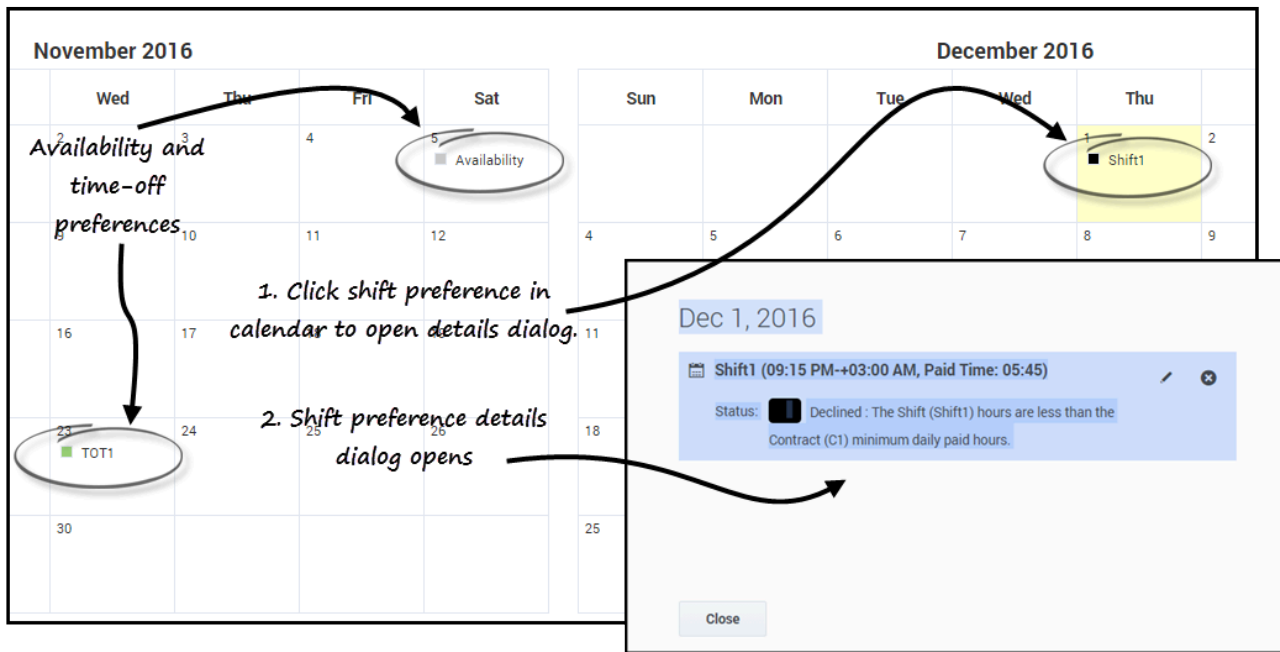 November 2016
December 2016
Wed Thu Fri Sat
Sun Mon Tue Wed Thu
2 3 4 5
Availability
1 2
Shift1
Availability and
time-off
preferences
9 10 11 12
4 5 6 7 8 9
1. Click shift preference in
calendar to open details dialog.
16 17 18 19
11
2. Shift preference details
dialog opens
23 24 25 26
TOT1
18
30
25
Dec 1, 2016
Shift1 (09:15 PM-+03:00 AM, Paid Time: 05:45)
Status: Declined : The Shift (Shift1) hours are less than the
Contract (C1) minimum daily paid hours.
Close